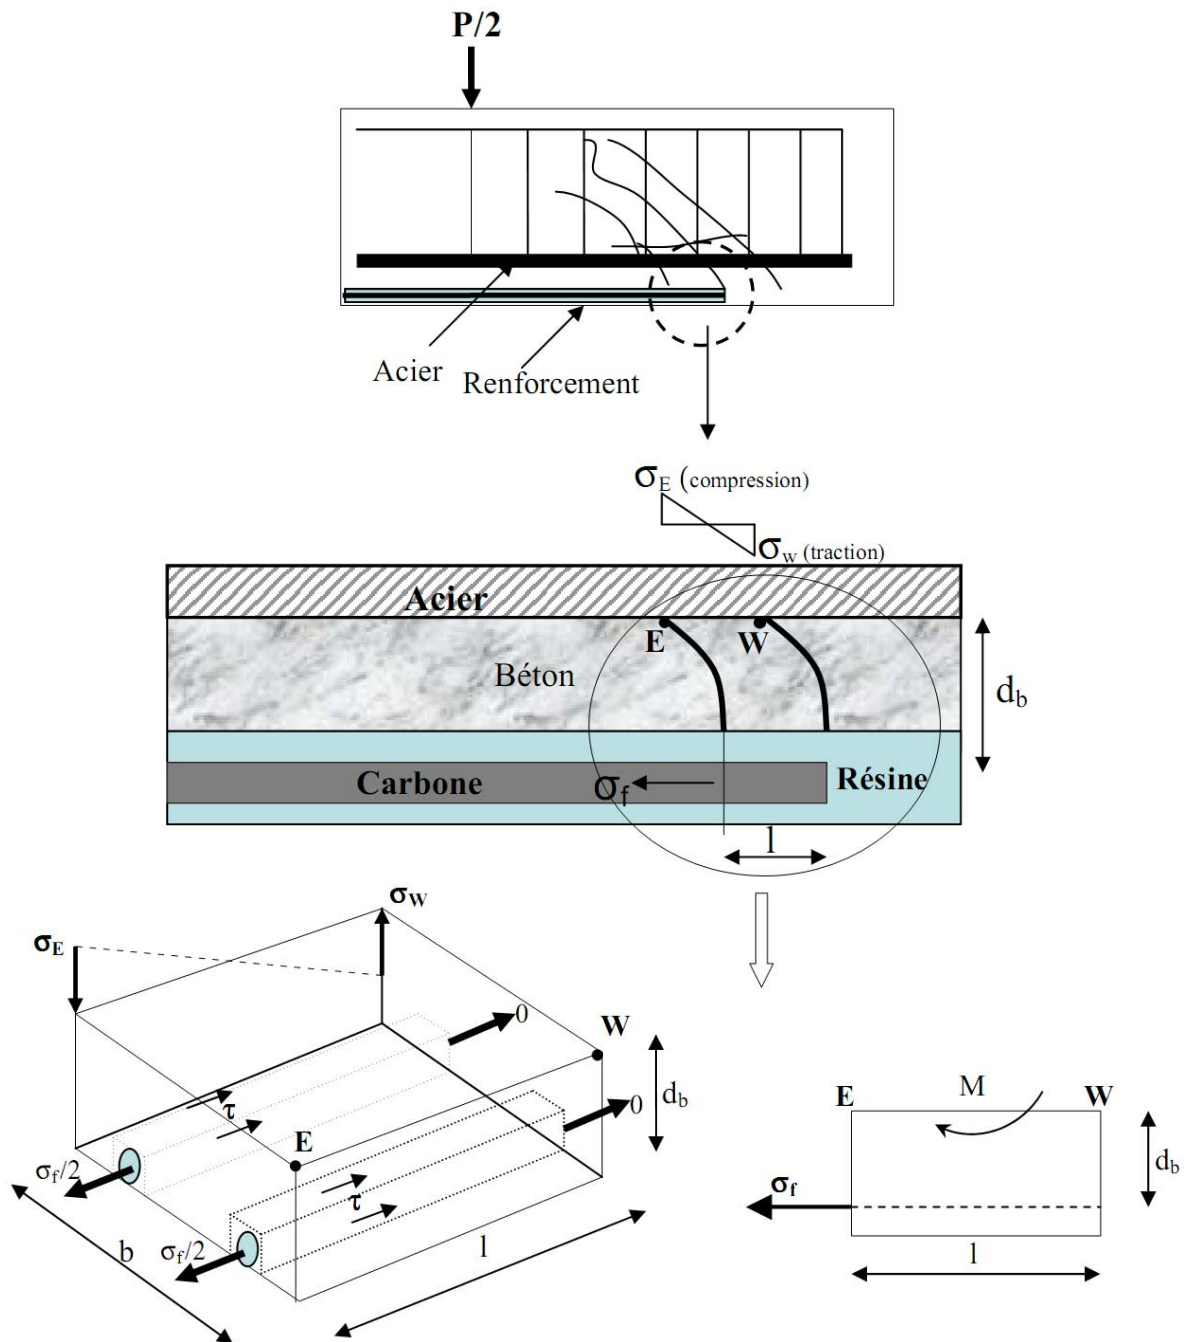 P/2
Acier
Renforcement
σE (compression)
σw (traction)
Acier
E
W
Béton
db
Carbone
σf
Résine
l
σW
σE
0
W
τ
db
0
E
E
M
W
σf/2
τ
db
σf
b
σf/2
l
l